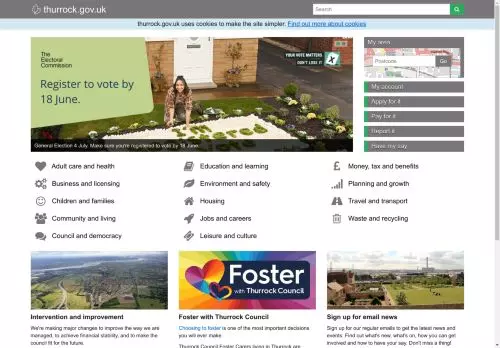 thurrock.gov.uk
Search
thurrock.gov.uk uses cookies to make the site simpler. Find out more about cookies
The
Electoral
Commission
Register to vote by
18 June.
YOUR VOTE MATTERS
DON'T LOSE IT
General Election 4 July. Make sure you're registered to vote by 18 June.
My area
Postcode
Go
My account
Apply for it
Pay for it
Report it
Have my say
Adult care and health
Education and learning
Money, tax and benefits
Business and licensing
Environment and safety
Planning and growth
Children and families
Housing
Travel and transport
Community and living
Jobs and careers
Waste and recycling
Council and democracy
Leisure and culture
Foster
with Thurrock Council
Intervention and improvement
We're making major changes to improve the way we are
managed, to achieve financial stability, and to make the
council fit for the future.
Foster with Thurrock Council
Choosing to foster is one of the most important decisions
you will ever make.
Thurrock Council Foster Carers living in Thurrock are
Sign up for email news
Sign up for our regular emails to get the latest news and
events. Find out what's new, what's on, how you can get
involved and how to have your say. Don't miss a thing!